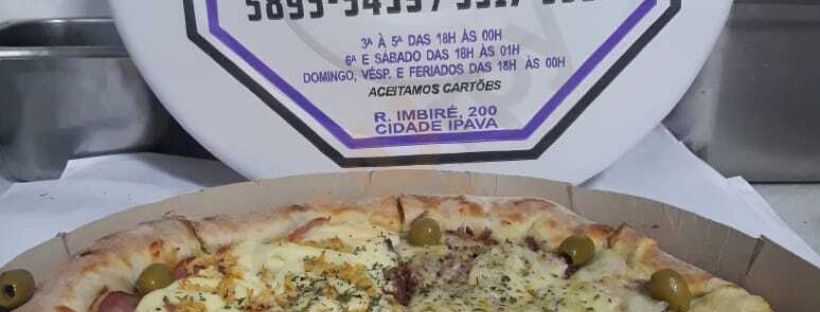 3ª À 5ª DAS 18H ÀS 00H
6ª E SÁBADO DAS 18H ÀS 01H
DOMINGO, VÉSP. E FERIADOS DAS 18H ÀS 00H
ACEITAMOS CARTÕES
R. IMBIRÉ, 200
CIDADE IPAVA